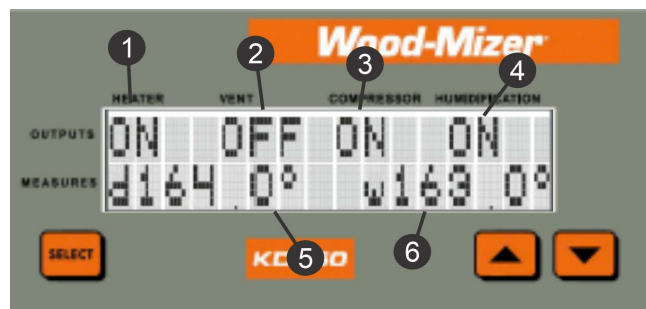 Wood-Mizer
1 2 3 4
HEATER VENT COMPRESSOR HUMIDIFICATION
OUTPUTS ON OFF ON ON
MEASURES d164.0° w163.0°
5 6
SELECT